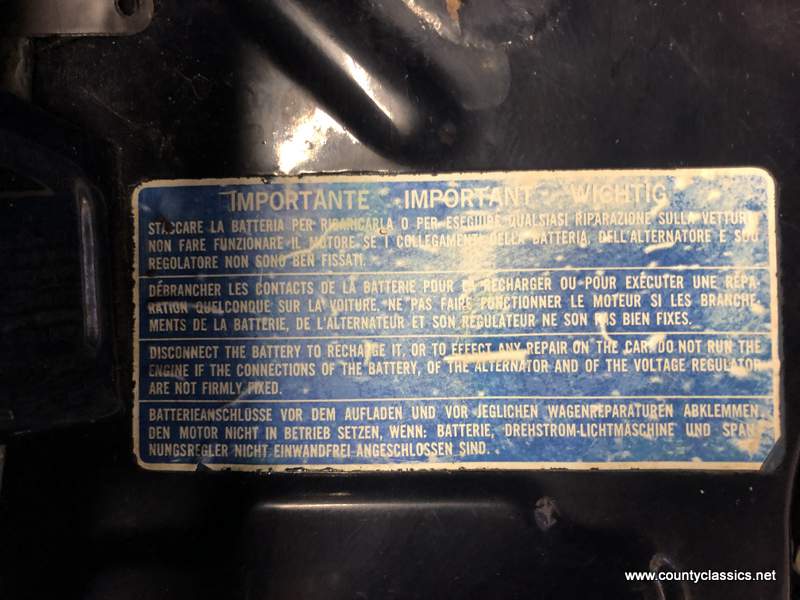 IMPORTANTE IMPORTANT WICHTIG
STACCARE LA BATTERIA PER RICARICARLA O PER ESEGUIRE QUALSIASI RIPARAZIONE SULLA VETTURA
NON FARE FUNZIONARE IL MOTORE SE I COLLEGAMENTI DELLA BATTERIA, DELL'ALTERNATORE E SUO
REGOLATORE NON SONO BEN FISSATI.
DÉBRANCHER LES CONTACTS DE LA BATTERIE POUR LA RECHARGER OU POUR EXÉCUTER UNE RÉPA-
RATION QUELCONQUE SUR LA VOITURE. NE PAS FAIRE FONCTIONNER LE MOTEUR SI LES BRANCHE-
MENTS DE LA BATTERIE, DE L'ALTERNATEUR ET SON RÉGULATEUR NE SON PAS BIEN FIXES.
DISCONNECT THE BATTERY TO RECHARGE IT, OR TO EFFECT ANY REPAIR ON THE CAR. DO NOT RUN THE
ENGINE IF THE CONNECTIONS OF THE BATTERY, OF THE ALTERNATOR AND OF THE VOLTAGE REGULATOR
ARE NOT FIRMLY FIXED.
BATTERIEANSCHLÜSSE VOR DEM AUFLADEN UND VOR JEGLICHEN WAGENREPARATUREN ABKLEMMEN.
DEN MOTOR NICHT IN BETRIEB SETZEN, WENN: BATTERIE, DREHSTROM-LICHTMASCHINE UND SPAN-
NUNGSREGLER NICHT EINWANDFREI ANGESCHLOSSEN SIND.
www.countyclassics.net